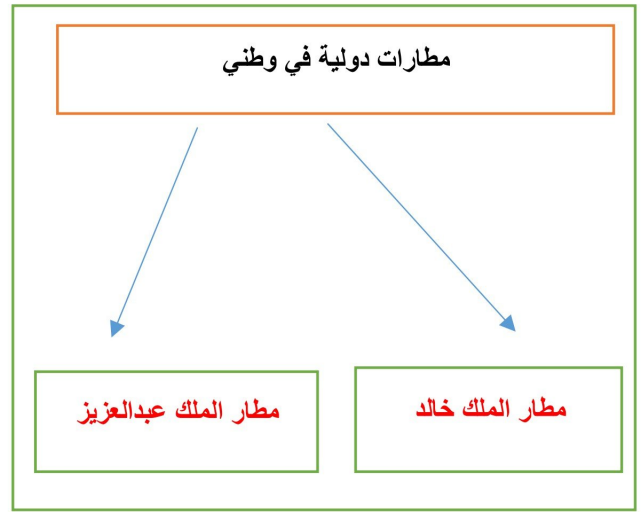 مطارات دولية في وطني
مطار الملك خالد
مطار الملك عبدالعزيز